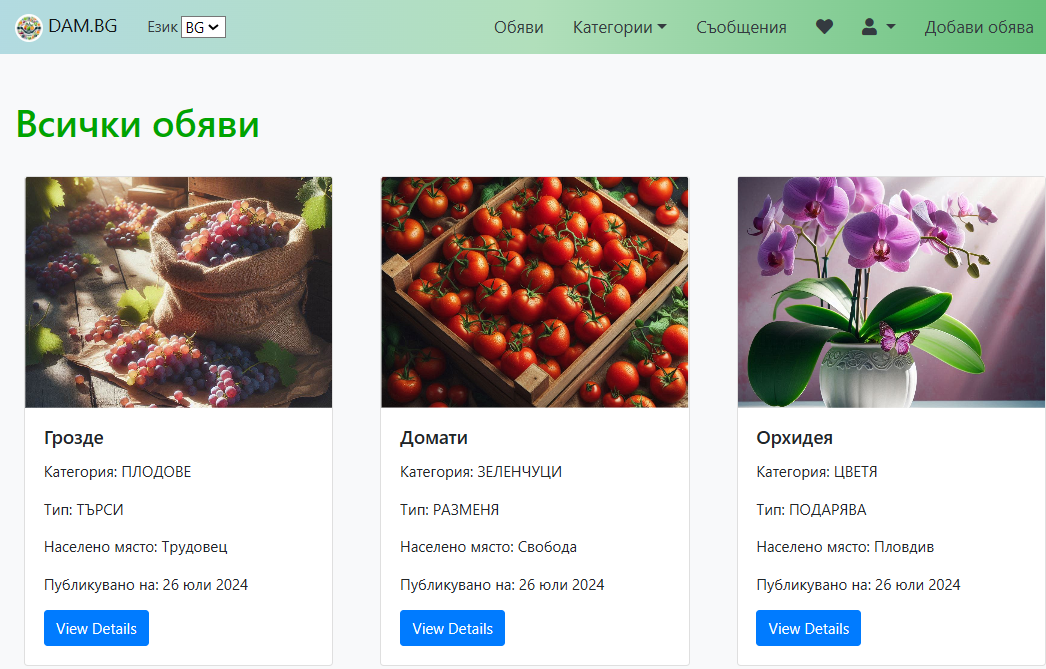 DAM.BG Език BG Обяви Категории Съобщения Добави обява
Всички обяви
Грозде
Категория: ПЛОДОВЕ
Тип: ТЪРСИ
Населено място: Трудовец
Публикувано на: 26 юли 2024
View Details
Домати
Категория: ЗЕЛЕНЧУЦИ
Тип: РАЗМЕНЯ
Населено място: Свобода
Публикувано на: 26 юли 2024
View Details
Орхидея
Категория: ЦВЕТЯ
Тип: ПОДАРЯВА
Населено място: Пловдив
Публикувано на: 26 юли 2024
View Details